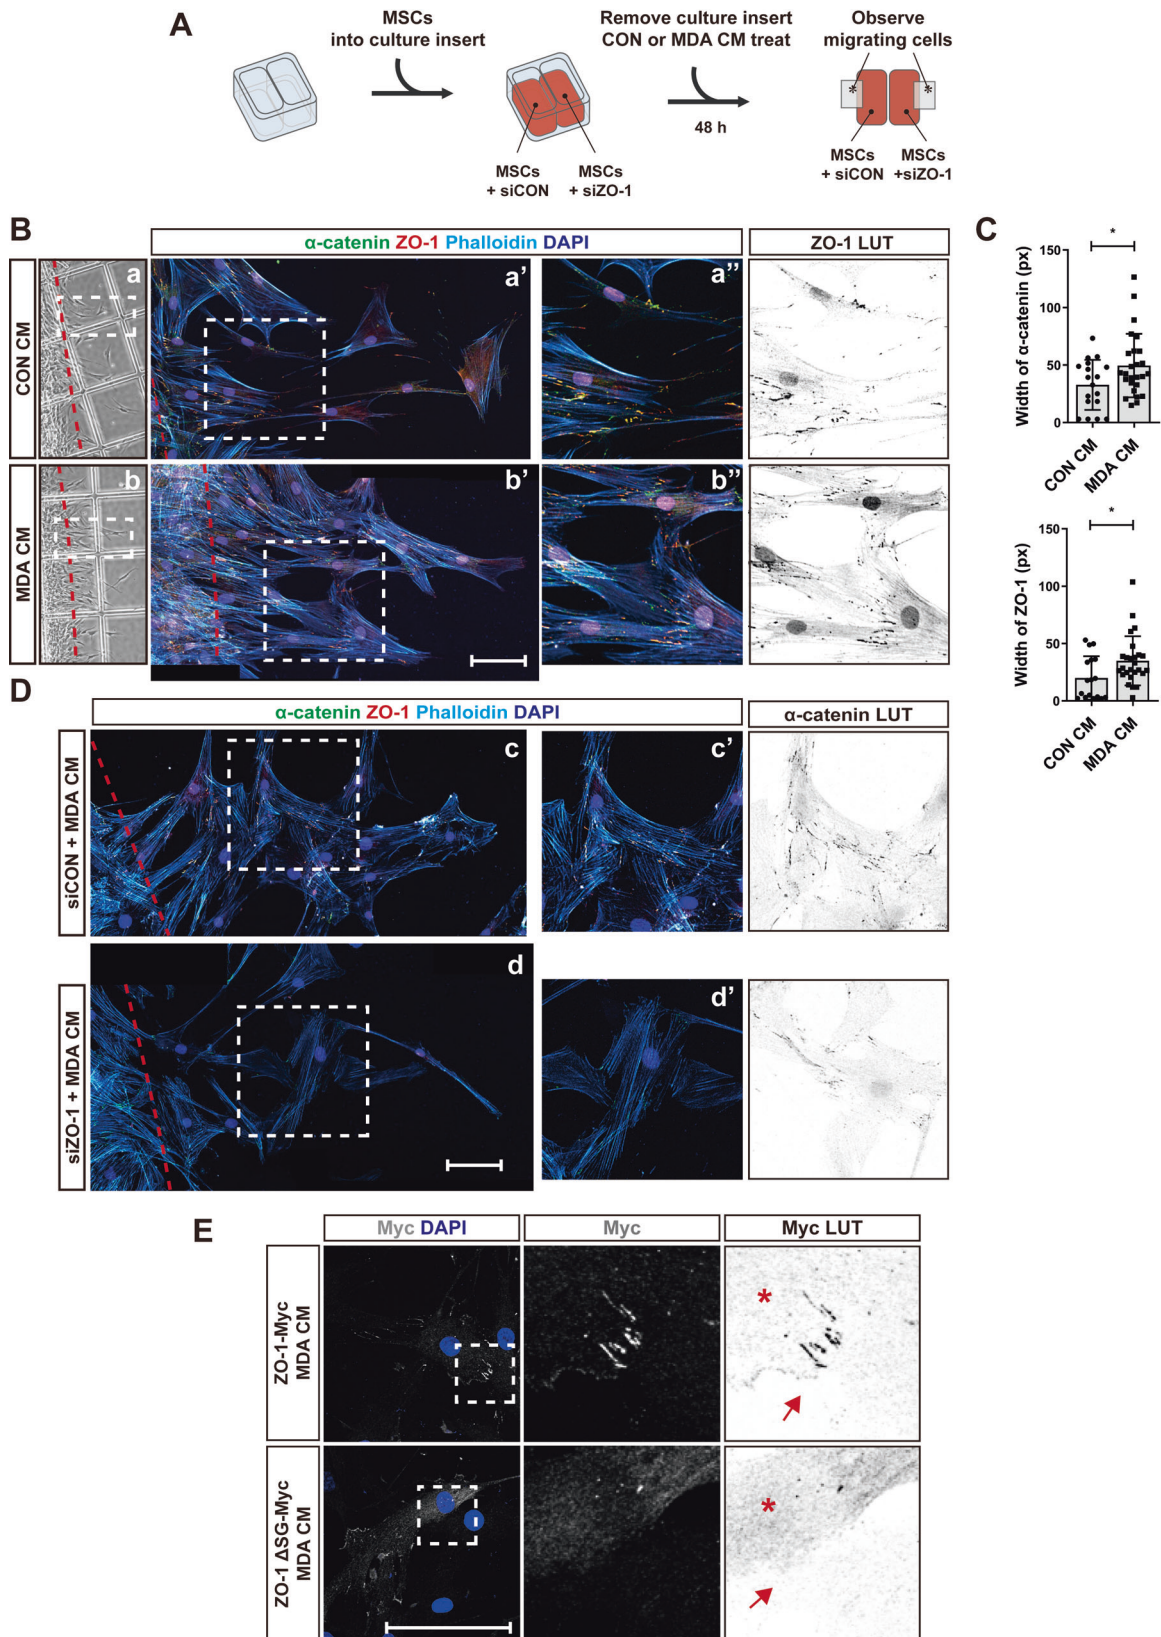 A
MSCs
into culture insert
Remove culture insert
CON or MDA CM treat
48 h
Observe
migrating cells
*
*
MSCs
+ siCON
MSCs
+ siZO-1
MSCs
+ siCON
MSCs
+siZO-1
B
α-catenin ZO-1 Phalloidin DAPI
ZO-1 LUT
CON CM
a
a'
a''
MDA CM
b
b'
b''
C
Width of α-catenin (px)
150
100
50
0
*
CON CM
MDA CM
Width of ZO-1 (px)
150
100
50
0
*
CON CM
MDA CM
D
α-catenin ZO-1 Phalloidin DAPI
α-catenin LUT
siCON + MDA CM
c
c'
siZO-1 + MDA CM
d
d'
E
Myc DAPI
Myc
Myc LUT
ZO-1-Myc
MDA CM
*
ZO-1 ΔSG-Myc
MDA CM
*